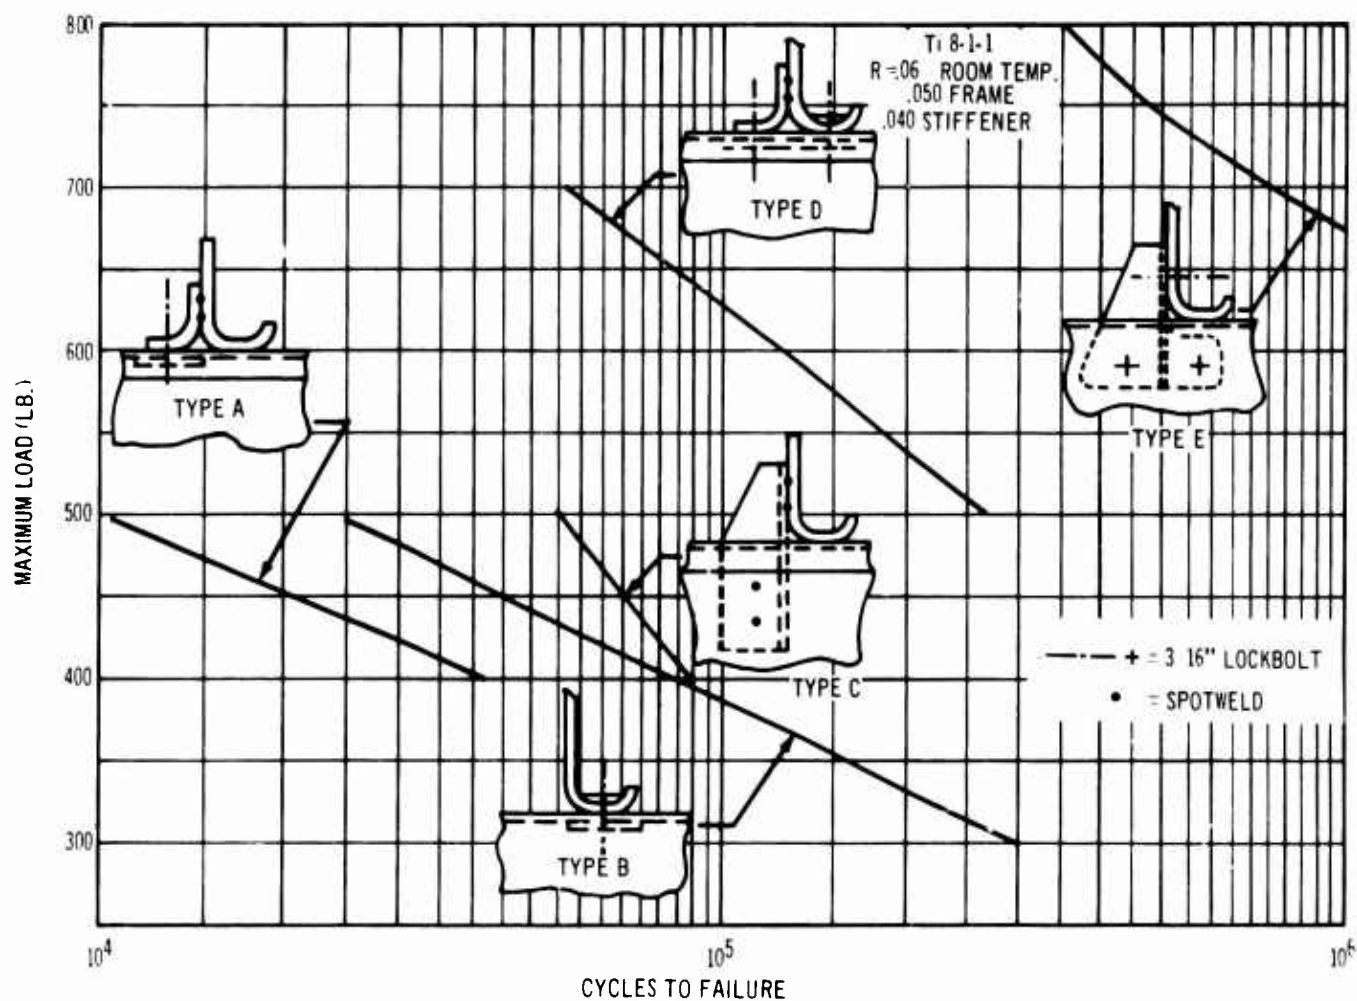 800
700
600
500
400
300
MAXIMUM LOAD (LB.)
Ti 8-1-1
R =.06 ROOM TEMP.
.050 FRAME
.040 STIFFENER
TYPE D
TYPE A
TYPE E
TYPE C
3 16" LOCKBOLT
= SPOTWELD
TYPE B
10⁴
10⁵
10⁶
CYCLES TO FAILURE